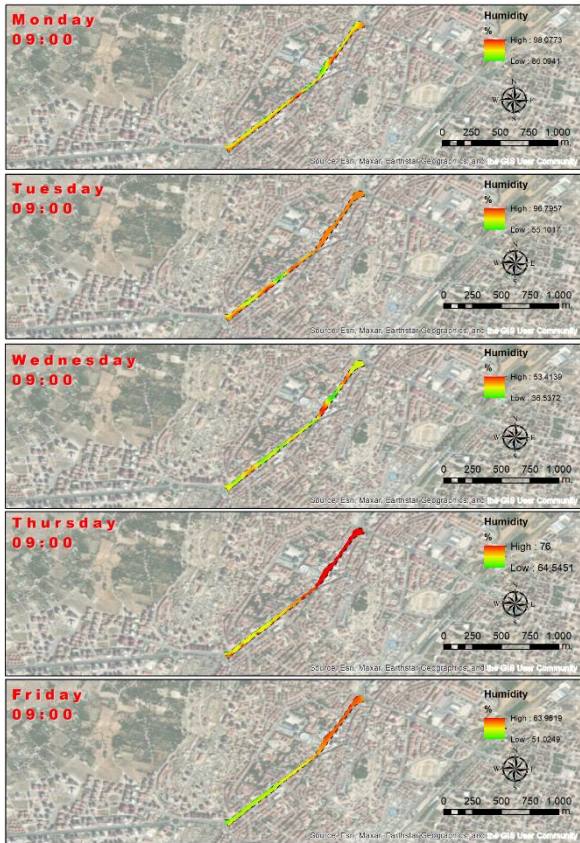 Monday
09:00
Humidity
%
High : 98.0773
Low : 86.0941
N
W E
S
0 250 500 750 1.000
m.
Source: Esri, Maxar, Earthstar Geographics, and the GIS User Community
Tuesday
09:00
Humidity
%
High : 96.7957
Low : 55.1017
N
W E
S
0 250 500 750 1.000
m.
Source: Esri, Maxar, Earthstar Geographics, and the GIS User Community
Wednesday
09:00
Humidity
%
High : 53.4139
Low : 36.5372
N
W E
S
0 250 500 750 1.000
m.
Source: Esri, Maxar, Earthstar Geographics, and the GIS User Community
Thursday
09:00
Humidity
%
High : 76
Low : 64.5451
N
W E
S
0 250 500 750 1.000
m.
Source: Esri, Maxar, Earthstar Geographics, and the GIS User Community
Friday
09:00
Humidity
%
High : 63.9619
Low : 51.0249
N
W E
S
0 250 500 750 1.000
m.
Source: Esri, Maxar, Earthstar Geographics, and the GIS User Community